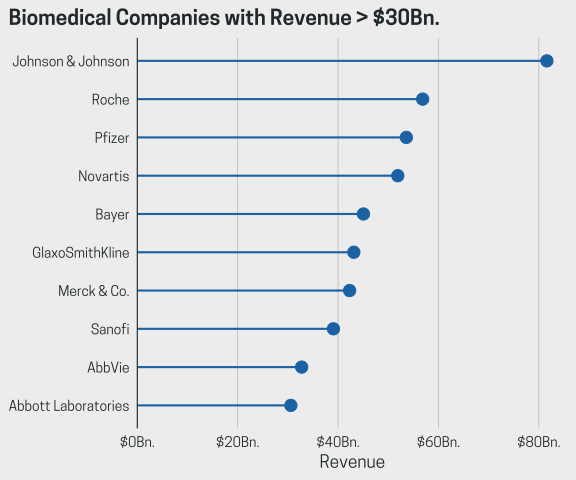 Biomedical Companies with Revenue > $30Bn.
Johnson & Johnson
Roche
Pfizer
Novartis
Bayer
GlaxoSmithKline
Merck & Co.
Sanofi
AbbVie
Abbott Laboratories
$0Bn. $20Bn. $40Bn. $60Bn. $80Bn.
Revenue